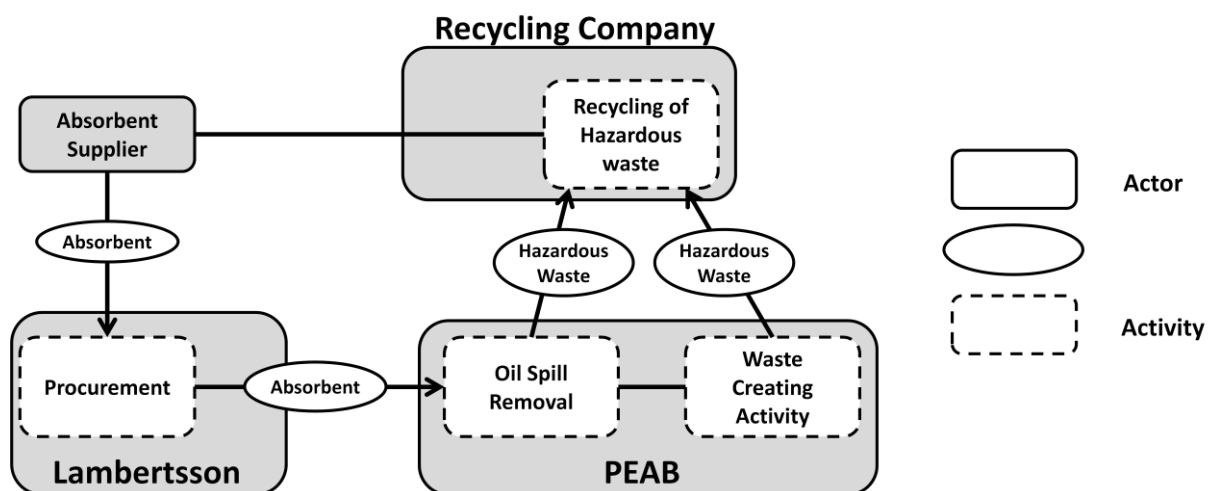 Recycling Company
Recycling of
Hazardous
waste
Absorbent
Supplier
Actor
Absorbent
Hazardous
Waste
Hazardous
Waste
Activity
Procurement
Absorbent
Oil Spill
Removal
Waste
Creating
Activity
Lambertsson
PEAB